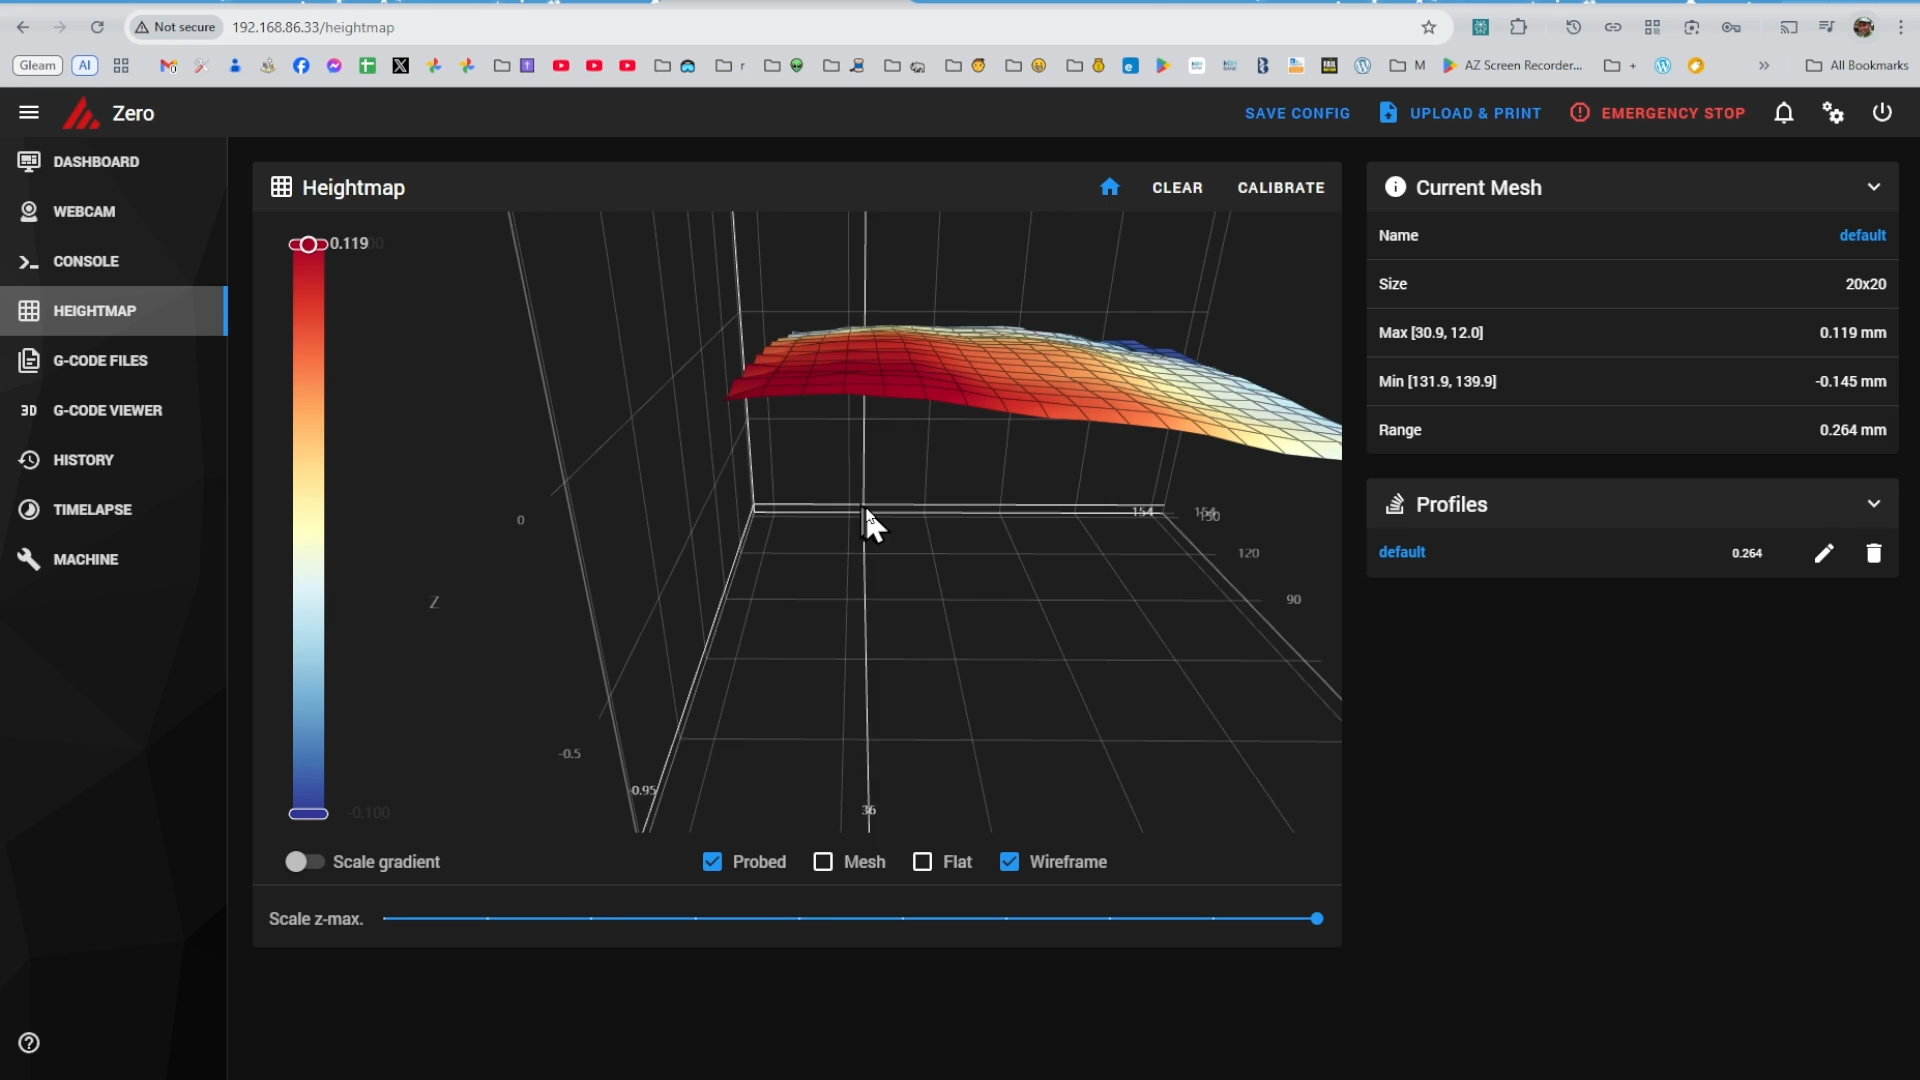 Not secure 192.168.86.33/heightmap
Gleam AI r M AZ Screen Recorder... + » All Bookmarks
Zero SAVE CONFIG UPLOAD & PRINT EMERGENCY STOP
DASHBOARD
WEBCAM
CONSOLE
HEIGHTMAP
G-CODE FILES
3D G-CODE VIEWER
HISTORY
TIMELAPSE
MACHINE
Heightmap CLEAR CALIBRATE
0.119
0
Z
-0.5
-0.95
36
154
120
90
-0.100
Scale gradient Probed Mesh Flat Wireframe
Scale z-max.
Current Mesh
Name default
Size 20x20
Max [30.9, 12.0] 0.119 mm
Min [131.9, 139.9] -0.145 mm
Range 0.264 mm
Profiles
default 0.264